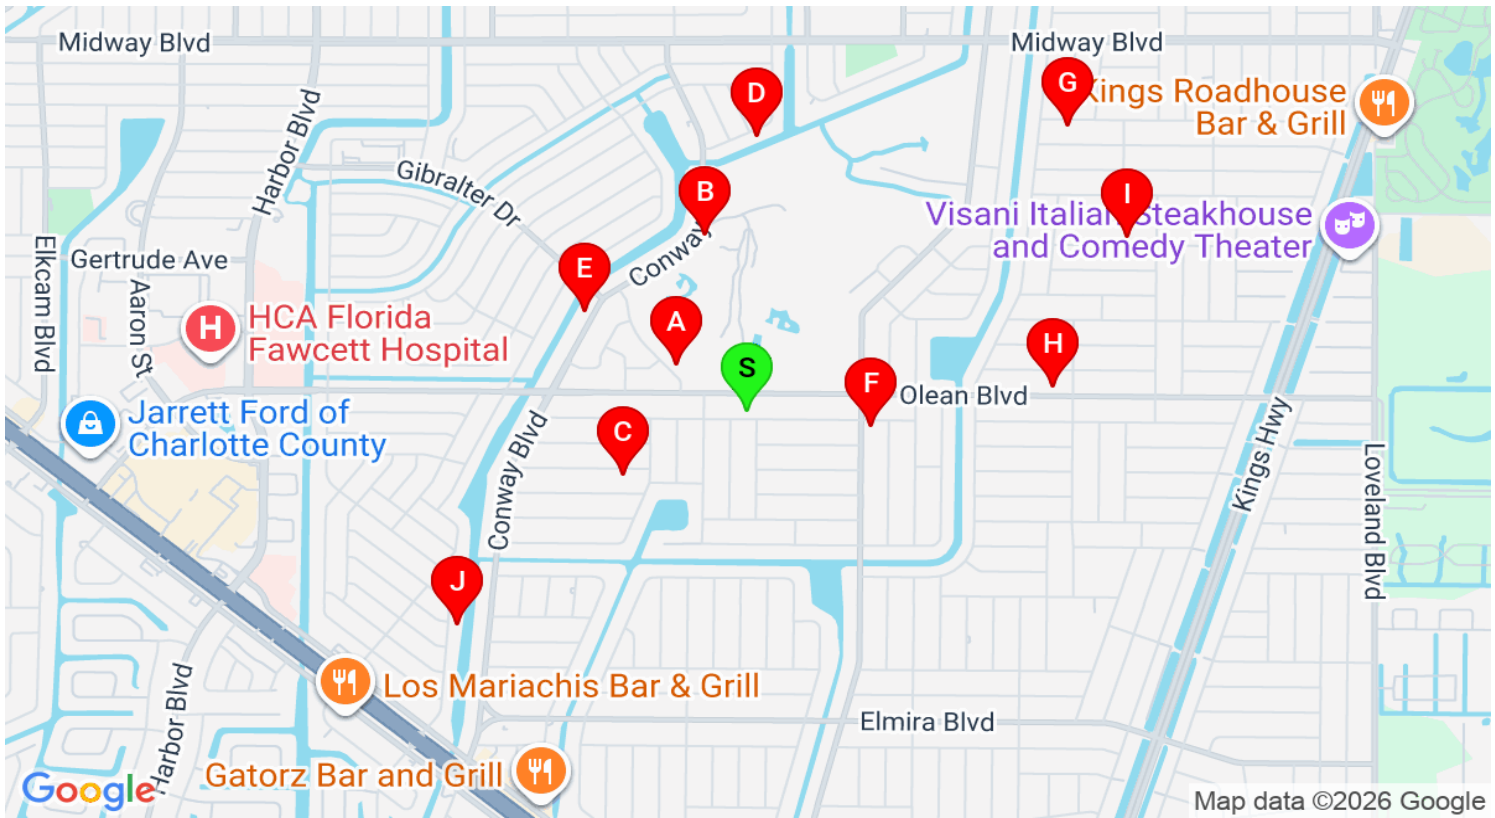 Midway Blvd
Midway Blvd
G
D
Kings Roadhouse
Bar & Grill
Harbor Blvd
Gibralter Dr
B
I
Visani Italian Steakhouse
and Comedy Theater
Conway
Gertrude Ave
Elkcam Blvd
Aaron St
E
H
HCA Florida
Fawcett Hospital
A
H
S
F
Olean Blvd
Jarrett Ford of
Charlotte County
C
Conway Blvd
Kings Hwy
Loveland Blvd
J
Los Mariachis Bar & Grill
Harbor Blvd
Elmira Blvd
Gatorz Bar and Grill
Google
Map data ©2026 Google